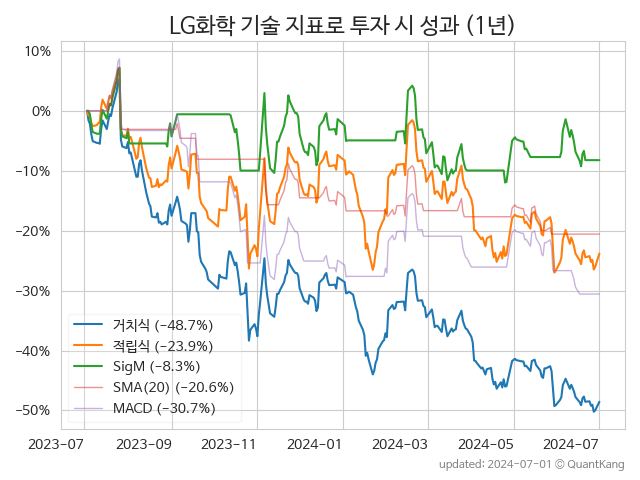 LG화학 기술 지표로 투자 시 성과 (1년)
10%
0%
−10%
−20%
−30%
−40%
−50%
거치식 (−48.7%)
적립식 (−23.9%)
SigM (−8.3%)
SMA(20) (−20.6%)
MACD (−30.7%)
2023-07 2023-09 2023-11 2024-01 2024-03 2024-05 2024-07
updated: 2024-07-01 © QuantKang